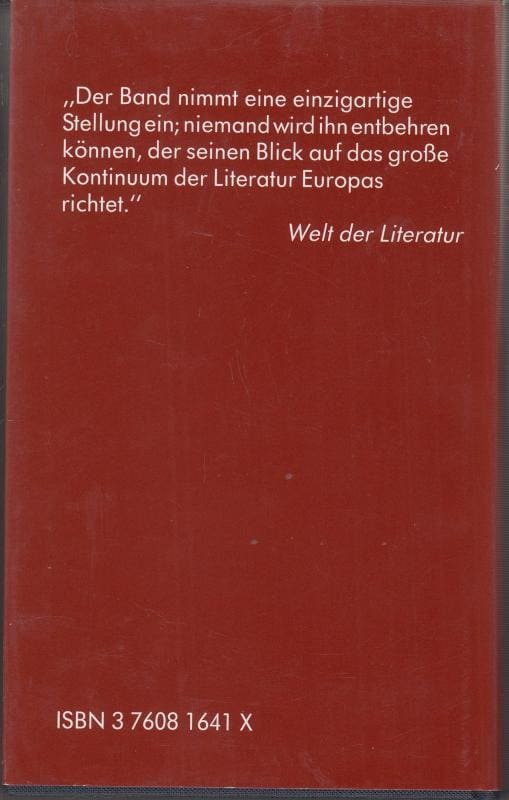 „Der Band nimmt eine einzigartige
Stellung ein; niemand wird ihn entbehren
können, der seinen Blick auf das große
Kontinuum der Literatur Europas
richtet.“
Welt der Literatur
ISBN 3 7608 1641 X